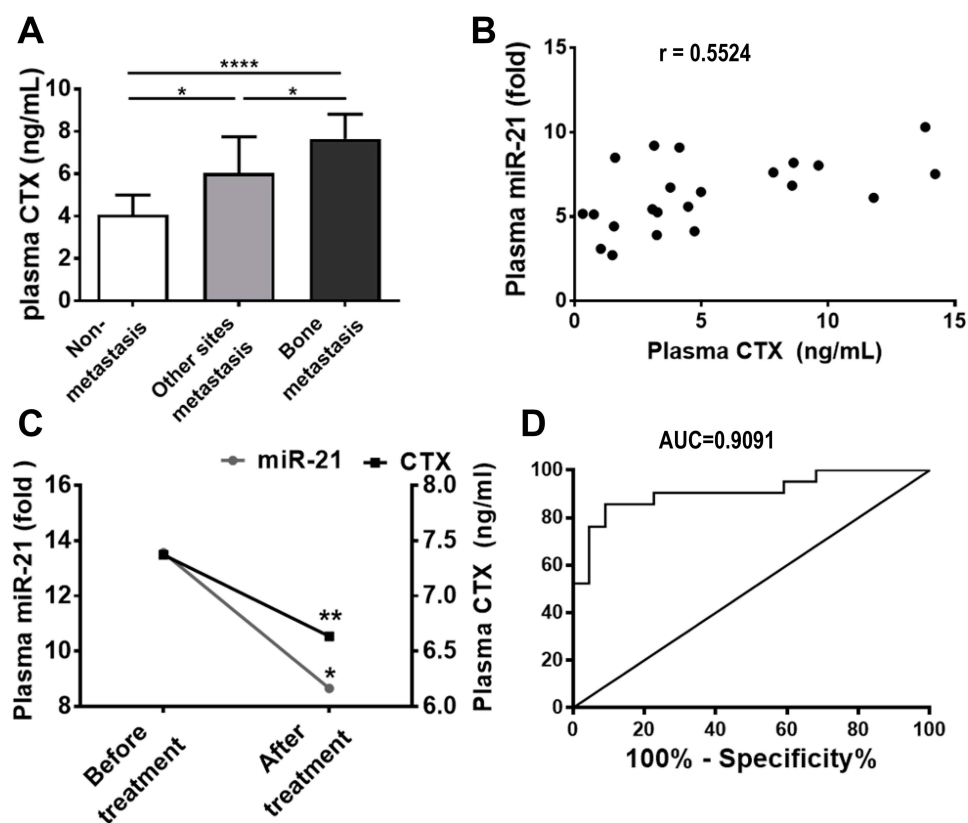 A
plasma CTX (ng/mL)
10
8
6
4
2
0
****
*
*
Non-
metastasis
Other sites
metastasis
Bone
metastasis
B
r = 0.5524
Plasma miR-21 (fold)
15
10
5
0
0 5 10 15
Plasma CTX (ng/mL)
C
miR-21 CTX
Plasma miR-21 (fold )
16
14
12
10
8
**
*
8.0
7.5
7.0
6.5
6.0
Plasma CTX (ng/ml)
Before
treatment
After
treatment
D
AUC=0.9091
100
80
60
40
20
0
0 20 40 60 80 100
100% - Specificity%